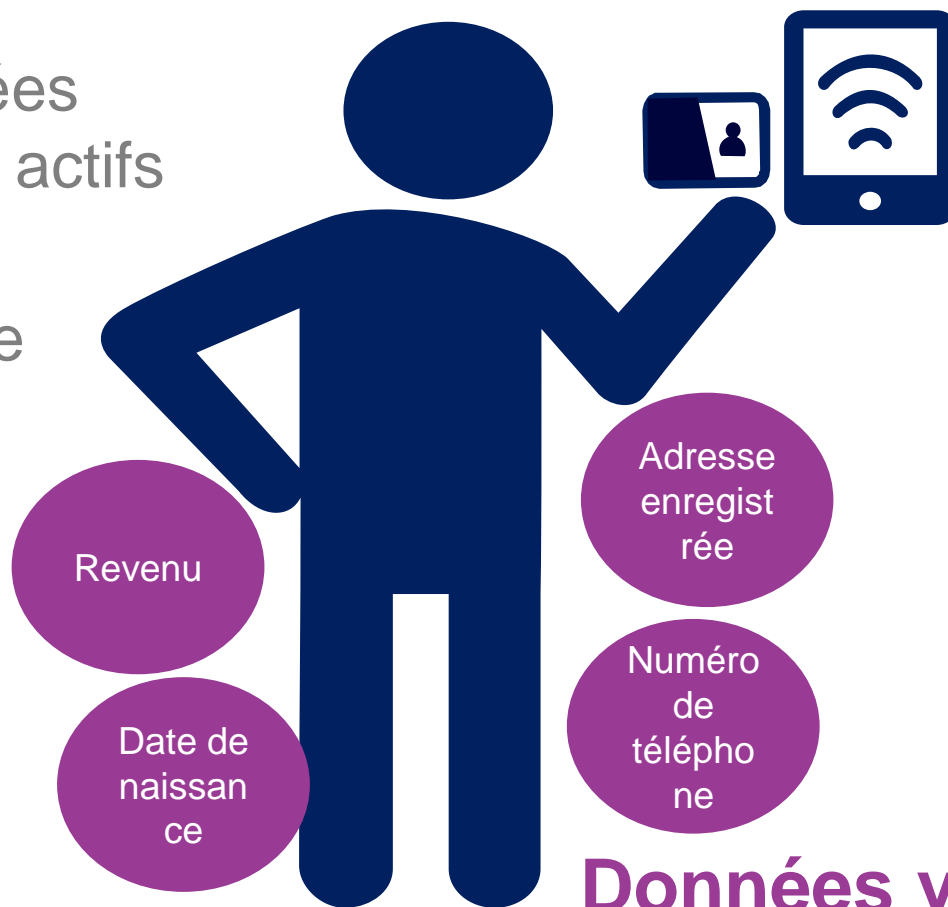 ées
actifs
e
Adresse
enregist
rée
Revenu
Numéro
de
télépho
ne
Date de
naissan
ce
Données v